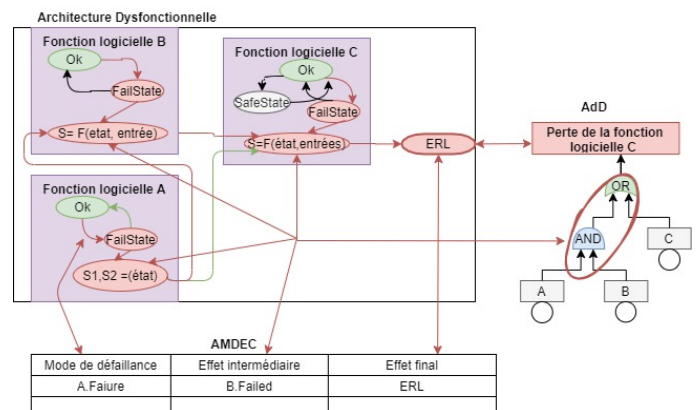 Architecture Dysfonctionnelle
Fonction logicielle B
Ok
FailState
S= F(etat, entrée)
Fonction logicielle C
Ok
SafeState
FailState
S=F(état,entrées)
ERL
Fonction logicielle A
Ok
FailState
S1,S2 =(état)
AdD
Perte de la fonction
logicielle C
OR
AND
C
A
B
AMDEC
Mode de défaillance
Effet intermédiaire
Effet final
A.Faiure
B.Failed
ERL